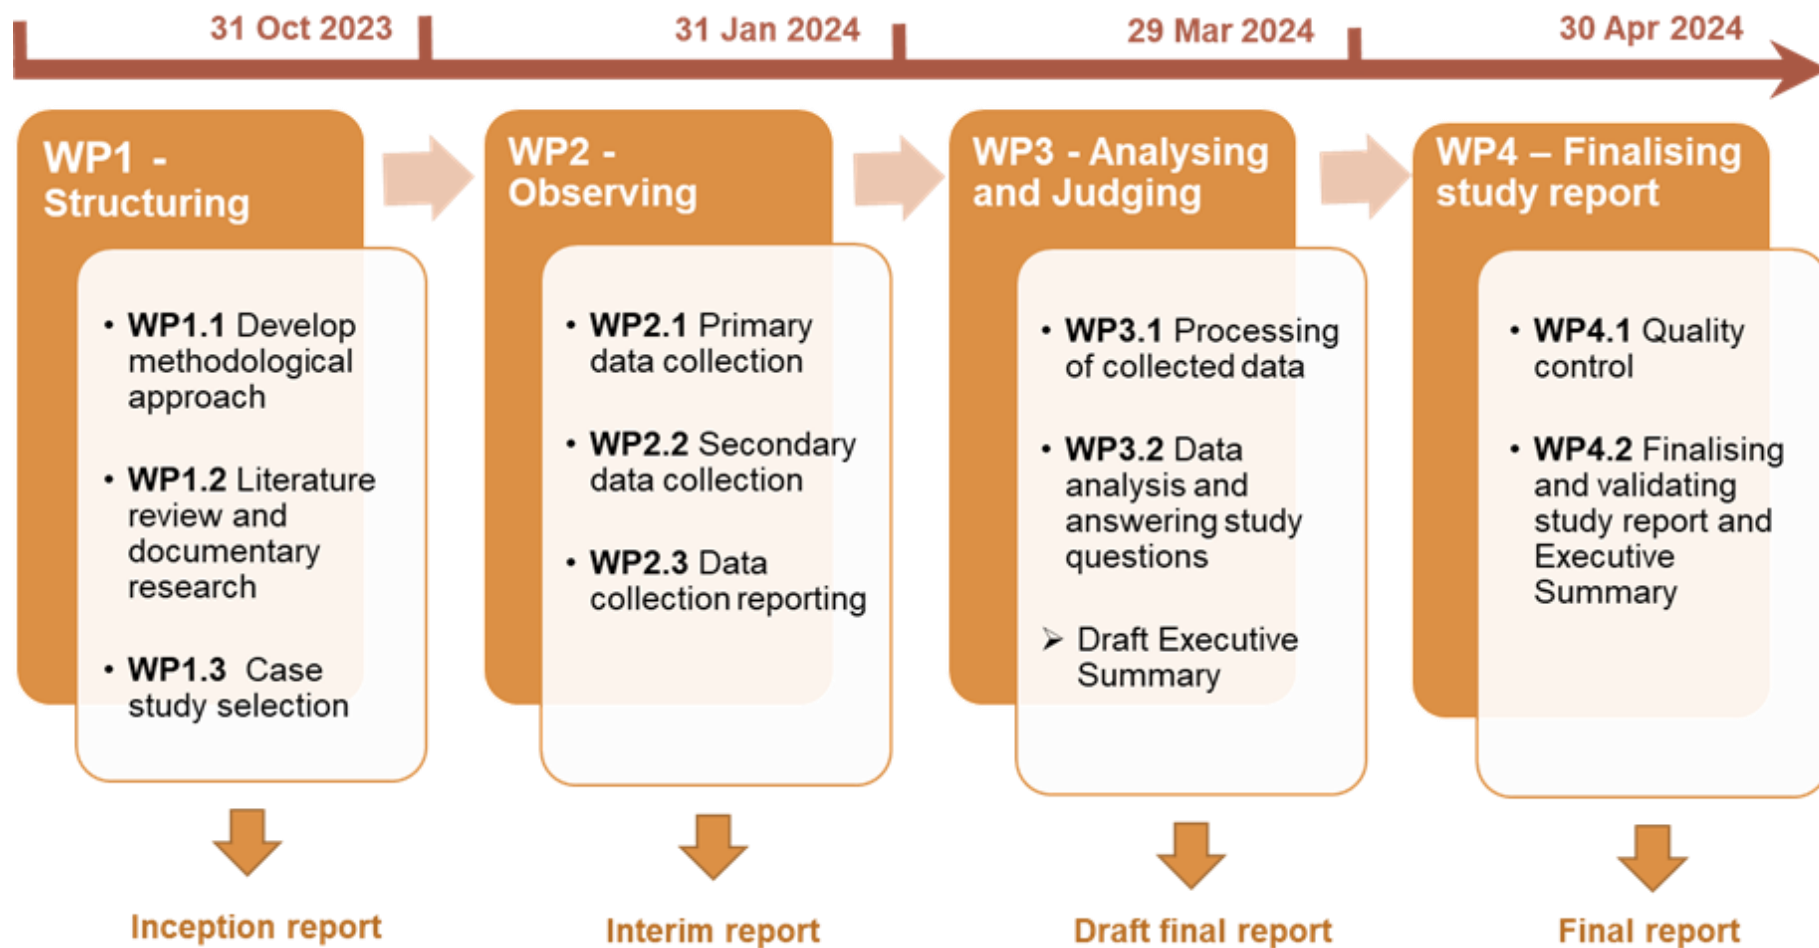 31 Oct 2023
31 Jan 2024
29 Mar 2024
30 Apr 2024
WP1 -
Structuring
• WP1.1 Develop
methodological
approach
• WP1.2 Literature
review and
documentary
research
• WP1.3 Case
study selection
Inception report
WP2 -
Observing
• WP2.1 Primary
data collection
• WP2.2 Secondary
data collection
• WP2.3 Data
collection reporting
Interim report
WP3 - Analysing
and Judging
• WP3.1 Processing
of collected data
• WP3.2 Data
analysis and
answering study
questions
➢ Draft Executive
Summary
Draft final report
WP4 – Finalising
study report
• WP4.1 Quality
control
• WP4.2 Finalising
and validating
study report and
Executive
Summary
Final report